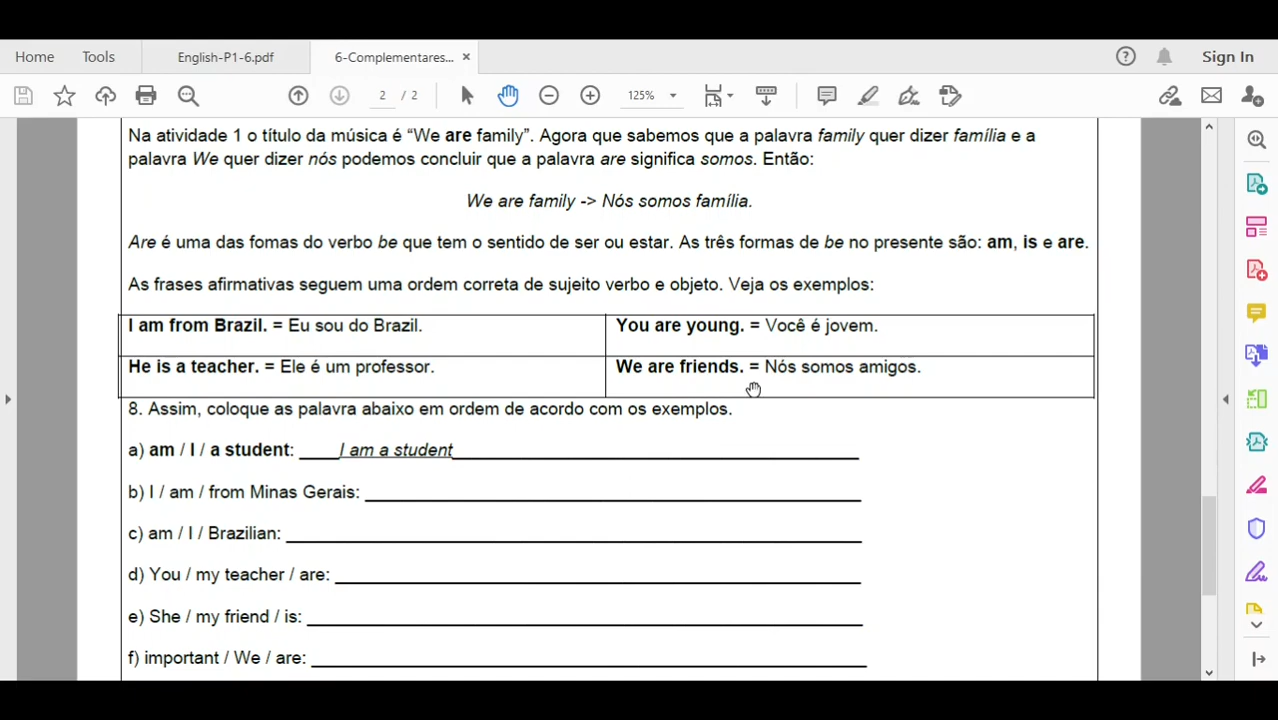 Home Tools English-P1-6.pdf 6-Complementares... × Sign In
2 / 2 125%
Na atividade 1 o título da música é “We are family”. Agora que sabemos que a palavra family quer dizer família e a
palavra We quer dizer nós podemos concluir que a palavra are significa somos. Então:
We are family -> Nós somos família.
Are é uma das fomas do verbo be que tem o sentido de ser ou estar. As três formas de be no presente são: am, is e are.
As frases afirmativas seguem uma ordem correta de sujeito verbo e objeto. Veja os exemplos:
I am from Brazil. = Eu sou do Brazil. You are young. = Você é jovem.
He is a teacher. = Ele é um professor. We are friends. = Nós somos amigos.
8. Assim, coloque as palavra abaixo em ordem de acordo com os exemplos.
a) am / I / a student: ____I am a student____
b) I / am / from Minas Gerais: ____
c) am / I / Brazilian: ____
d) You / my teacher / are: ____
e) She / my friend / is: ____
f) important / We / are: ____